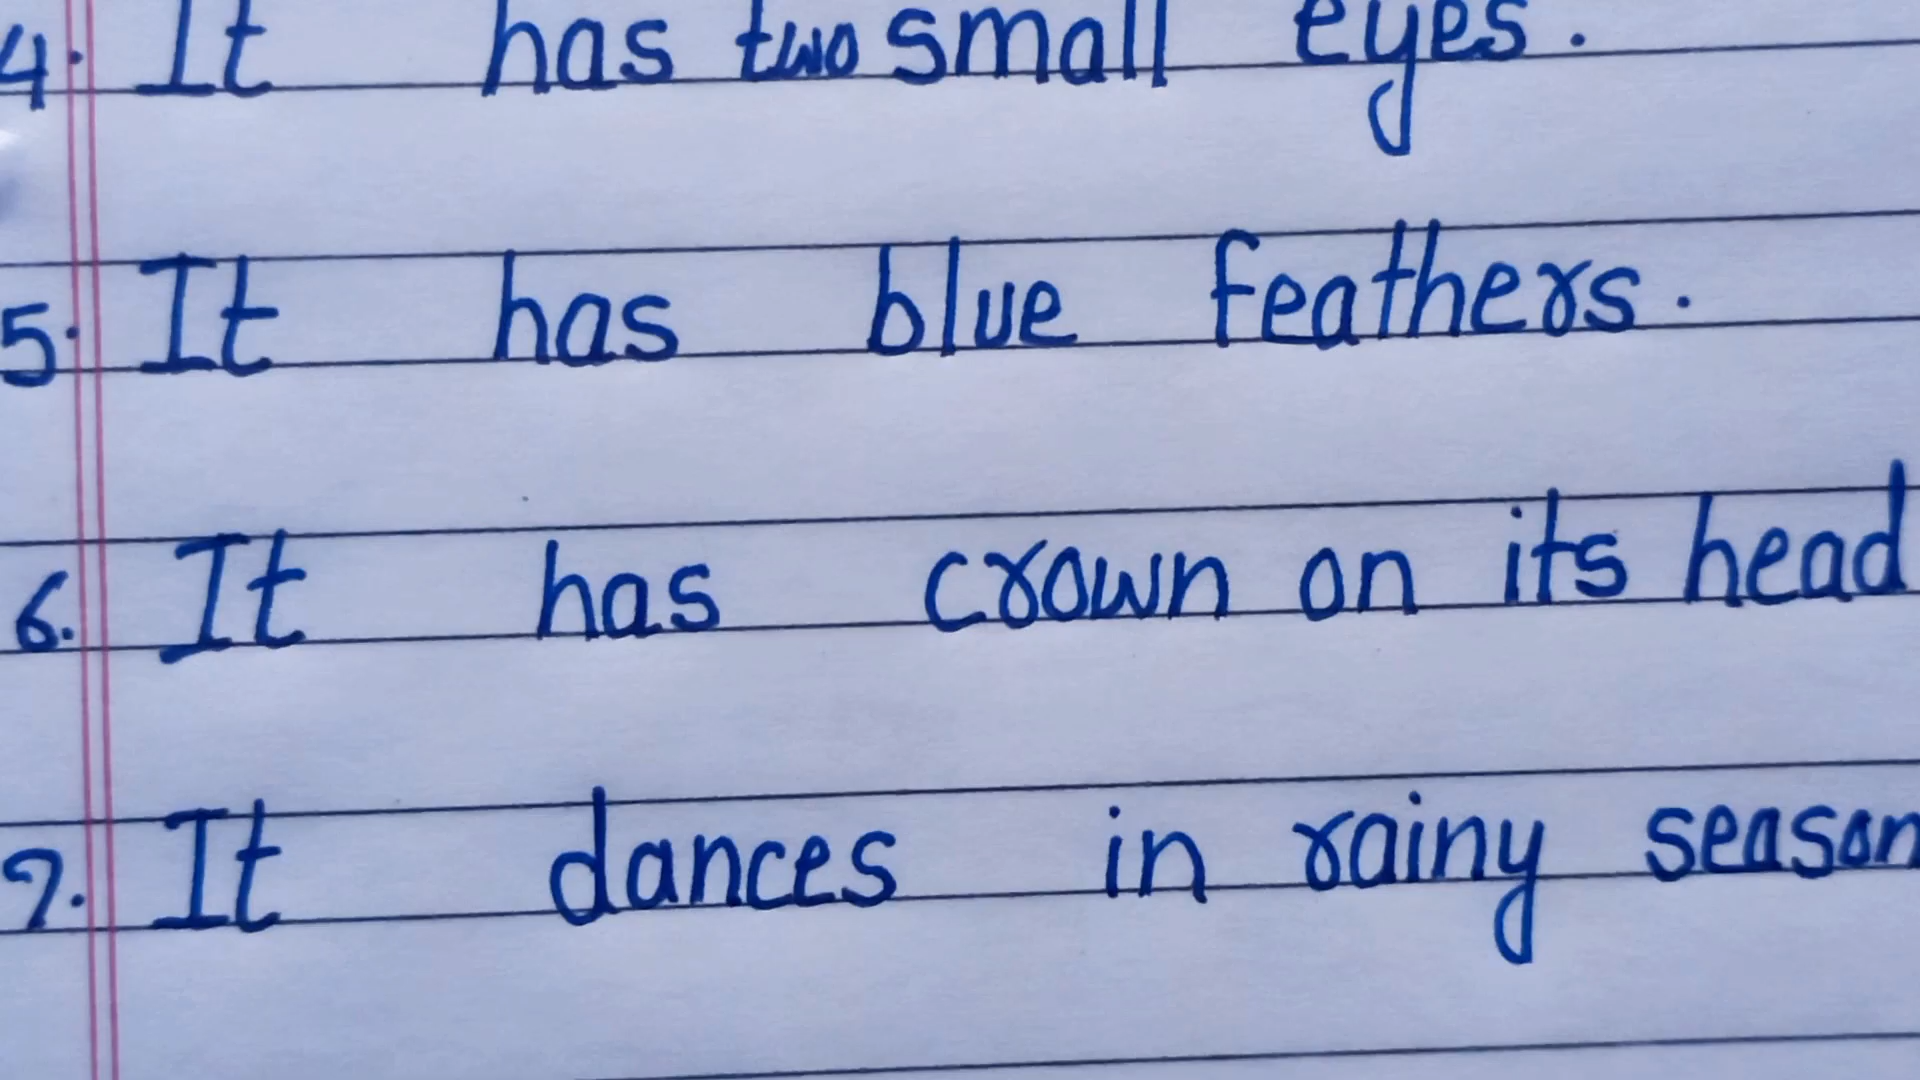 4. It has two small eyes.
5. It has blue feathers.
6. It has crown on its head
7. It dances in rainy season